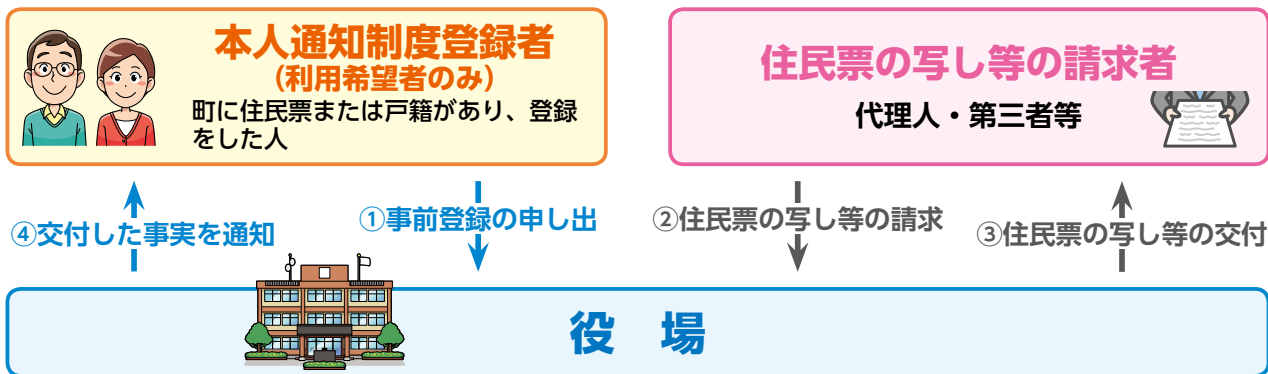 本人通知制度登録者
(利用希望者のみ)
町に住民票または戸籍があり、登録
をした人
住民票の写し等の請求者
代理人・第三者等
④交付した事実を通知
①事前登録の申し出
②住民票の写し等の請求
③住民票の写し等の交付
役　場